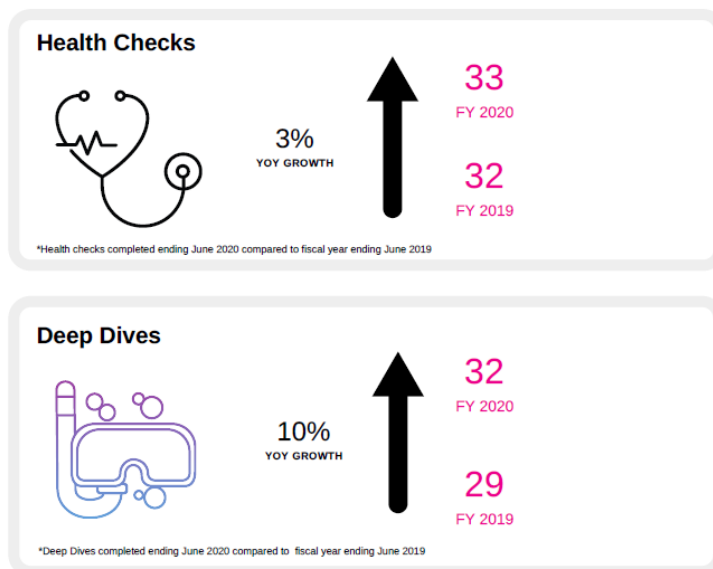 Health Checks
33
FY 2020
3%
YOY GROWTH
32
FY 2019
*Health checks completed ending June 2020 compared to fiscal year ending June 2019
Deep Dives
32
FY 2020
10%
YOY GROWTH
29
FY 2019
*Deep Dives completed ending June 2020 compared to  fiscal year ending June 2019